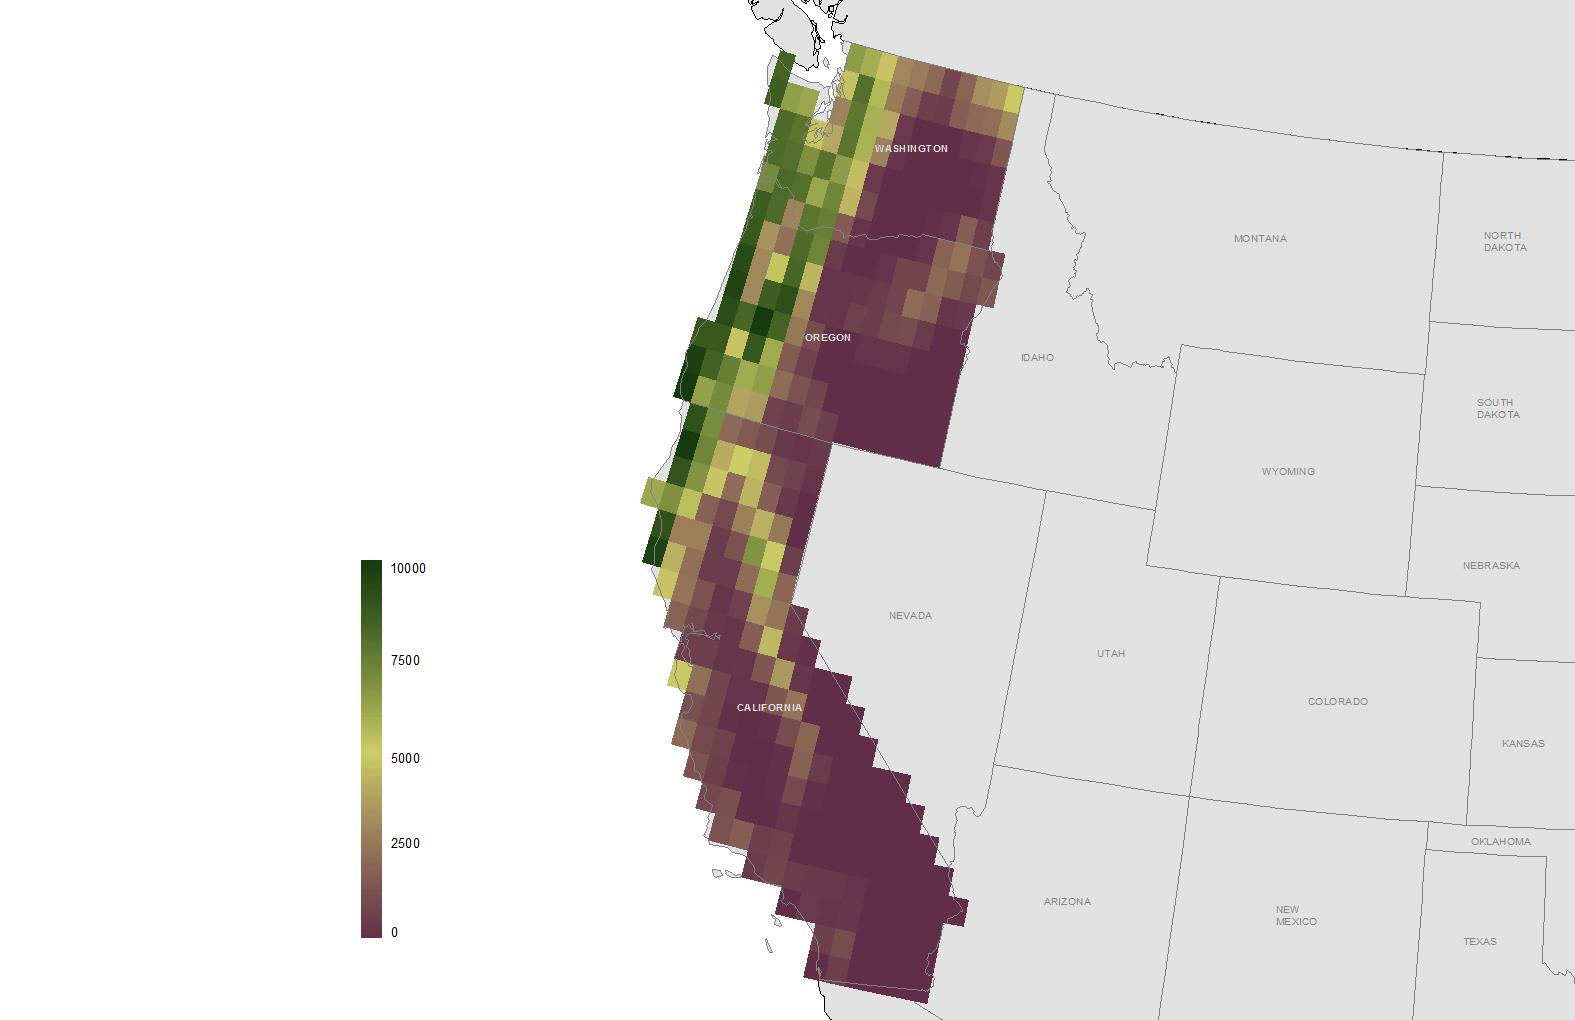 WASHINGTON
MONTANA
NORTH
DAKOTA
OREGON
IDAHO
SOUTH
DAKOTA
WYOMING
NEBRASKA
10000
7500
5000
2500
0
NEVADA
UTAH
COLORADO
CALIFORNIA
KANSAS
OKLAHOMA
ARIZONA
NEW
MEXICO
TEXAS